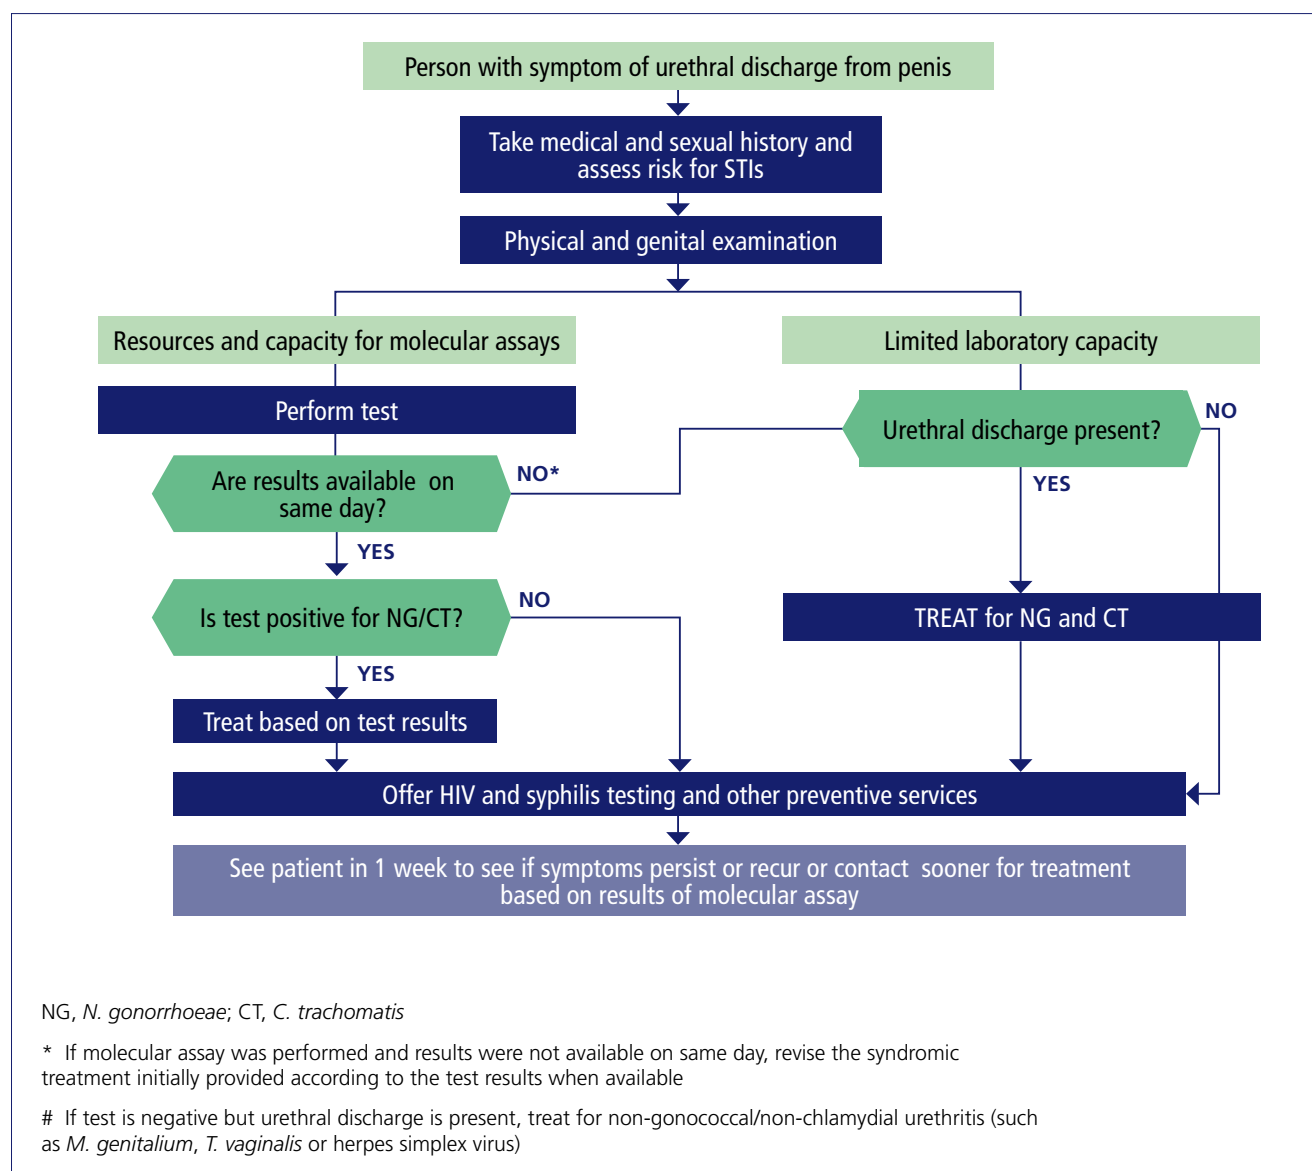 Person with symptom of urethral discharge from penis
Take medical and sexual history and
assess risk for STIs
Physical and genital examination
Resources and capacity for molecular assays
Limited laboratory capacity
Perform test
Urethral discharge present?
NO
Are results available on
same day?
NO*
YES
YES
Is test positive for NG/CT?
NO
TREAT for NG and CT
YES
Treat based on test results
Offer HIV and syphilis testing and other preventive services
See patient in 1 week to see if symptoms persist or recur or contact sooner for treatment
based on results of molecular assay
NG, N. gonorrhoeae; CT, C. trachomatis
* If molecular assay was performed and results were not available on same day, revise the syndromic
treatment initially provided according to the test results when available
# If test is negative but urethral discharge is present, treat for non-gonococcal/non-chlamydial urethritis (such
as M. genitalium, T. vaginalis or herpes simplex virus)